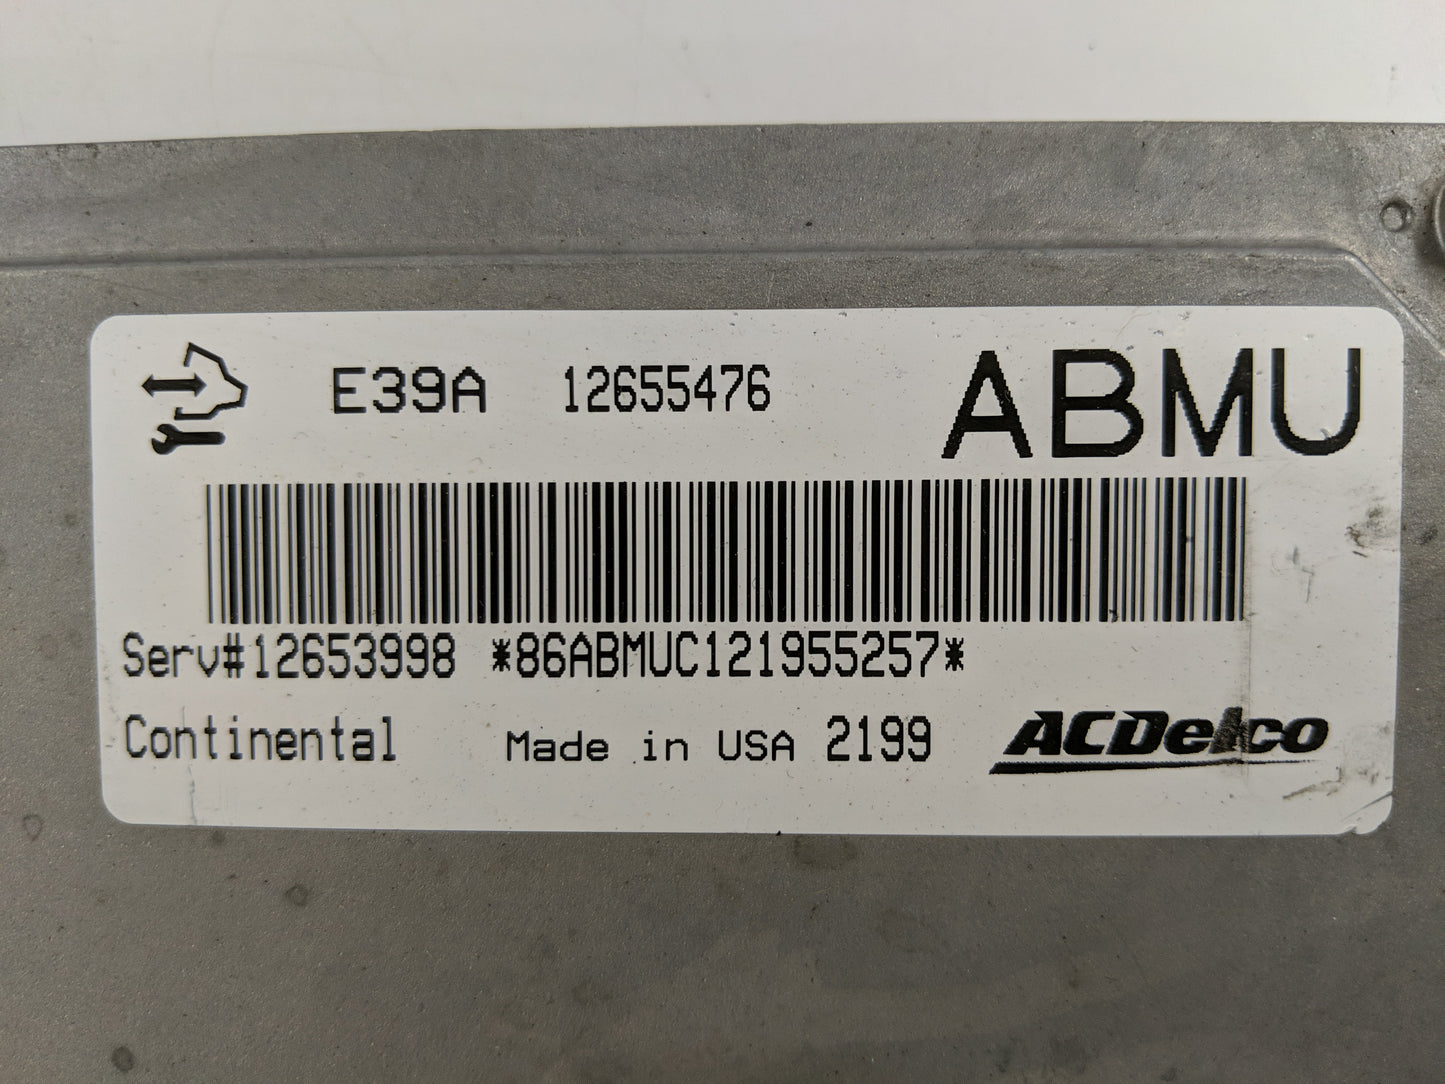 E39A 12655476 ABMU
Serv#12653998 *86ABMUC121955257*
Continental Made in USA 2199 ACDelco